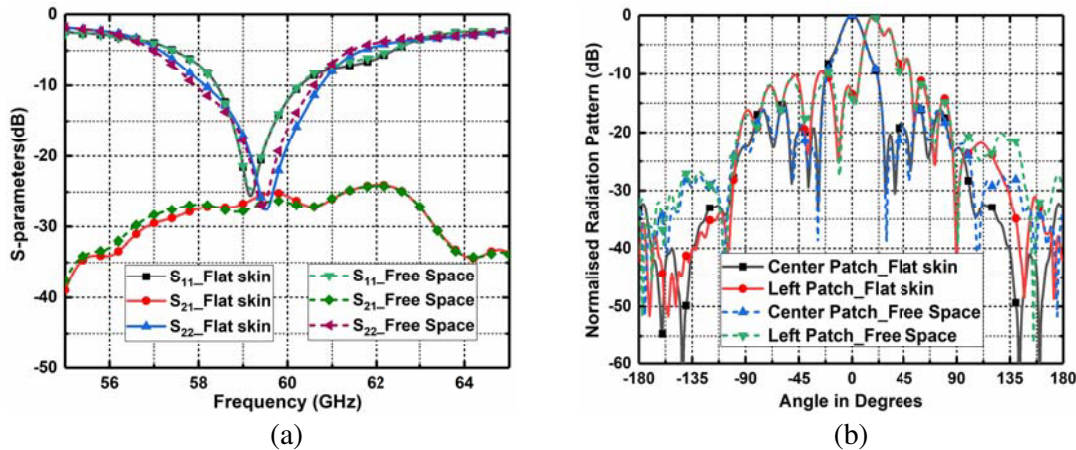 0
-10
-20
-30
-40
-50
S-parameters(dB)
56 58 60 62 64
Frequency (GHz)
S11_Flat skin
S21_Flat skin
S22_Flat skin
S11_Free Space
S21_Free Space
S22_Free Space
(a)
0
-10
-20
-30
-40
-50
-60
Normalised Radiation Pattern (dB)
-180 -135 -90 -45 0 45 90 135 180
Angle in Degrees
Center Patch_Flat skin
Left Patch_Flat skin
Center Patch_Free Space
Left Patch_Free Space
(b)